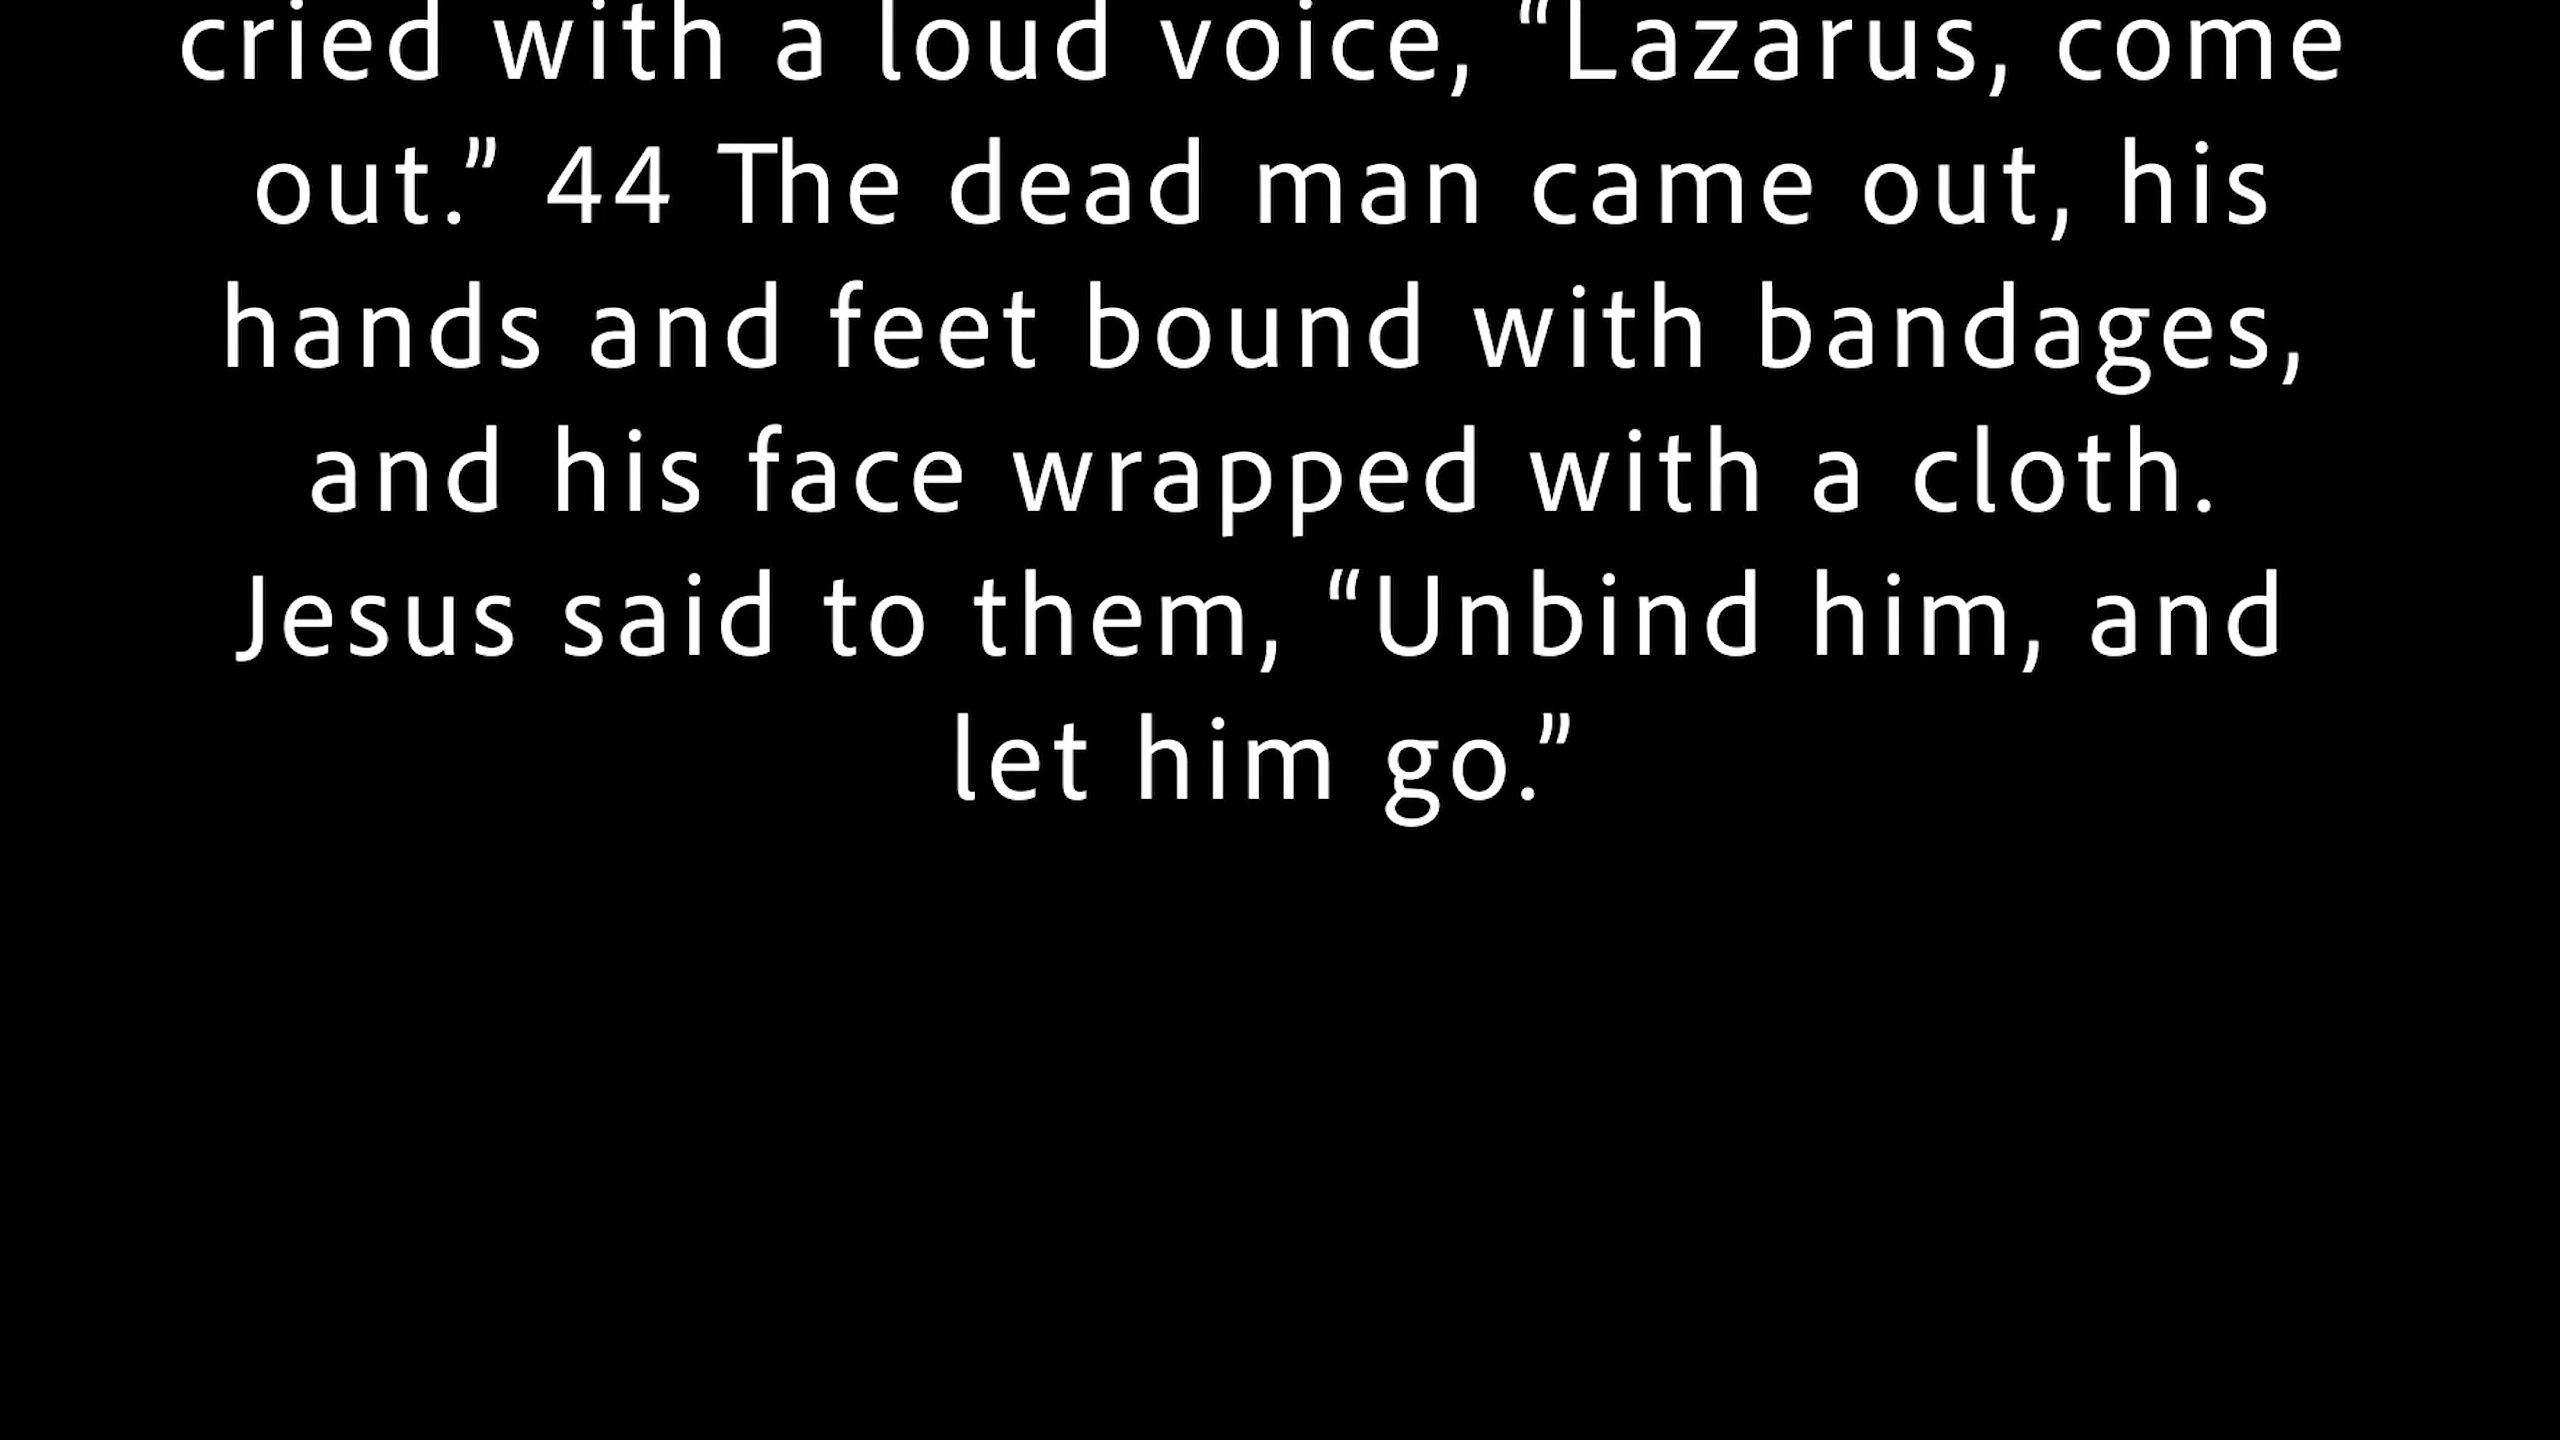 cried with a loud voice, “Lazarus, come
out.” 44 The dead man came out, his
hands and feet bound with bandages,
and his face wrapped with a cloth.
Jesus said to them, “Unbind him, and
let him go.”